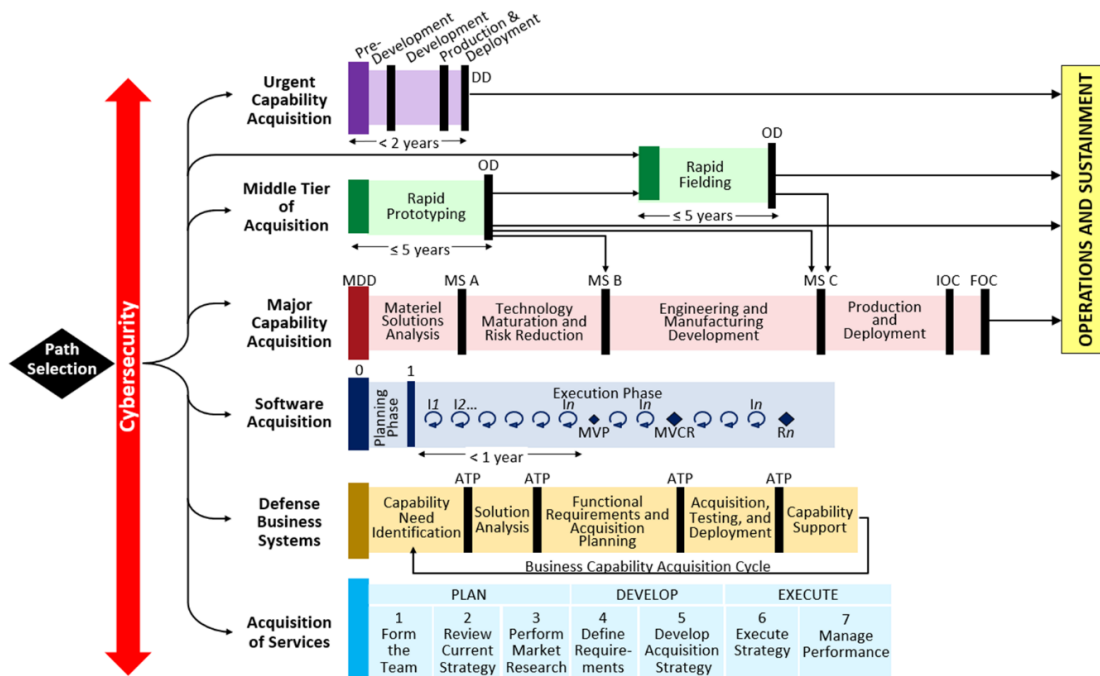 Pre-
Development
Development
Production &
Deployment
Urgent
Capability
Acquisition
DD
< 2 years
OD
Rapid
Fielding
≤ 5 years
Middle Tier
of
Acquisition
OD
Rapid
Prototyping
≤ 5 years
Major
Capability
Acquisition
MDD
MS A
MS B
MS C
IOC
FOC
Materiel
Solutions
Analysis
Technology
Maturation and
Risk Reduction
Engineering and
Manufacturing
Development
Production
and
Deployment
OPERATIONS AND SUSTAINMENT
Path
Selection
Cybersecurity
Software
Acquisition
0
1
Planning
Phase
Execution Phase
I1
I2...
In
In
In
MVP
MVCR
Rn
< 1 year
Defense
Business
Systems
ATP
ATP
ATP
ATP
Capability
Need
Identification
Solution
Analysis
Functional
Requirements and
Acquisition
Planning
Acquisition,
Testing, and
Deployment
Capability
Support
Business Capability Acquisition Cycle
Acquisition
of Services
PLAN
DEVELOP
EXECUTE
1
Form
the
Team
2
Review
Current
Strategy
3
Perform
Market
Research
4
Define
Require-
ments
5
Develop
Acquisition
Strategy
6
Execute
Strategy
7
Manage
Performance